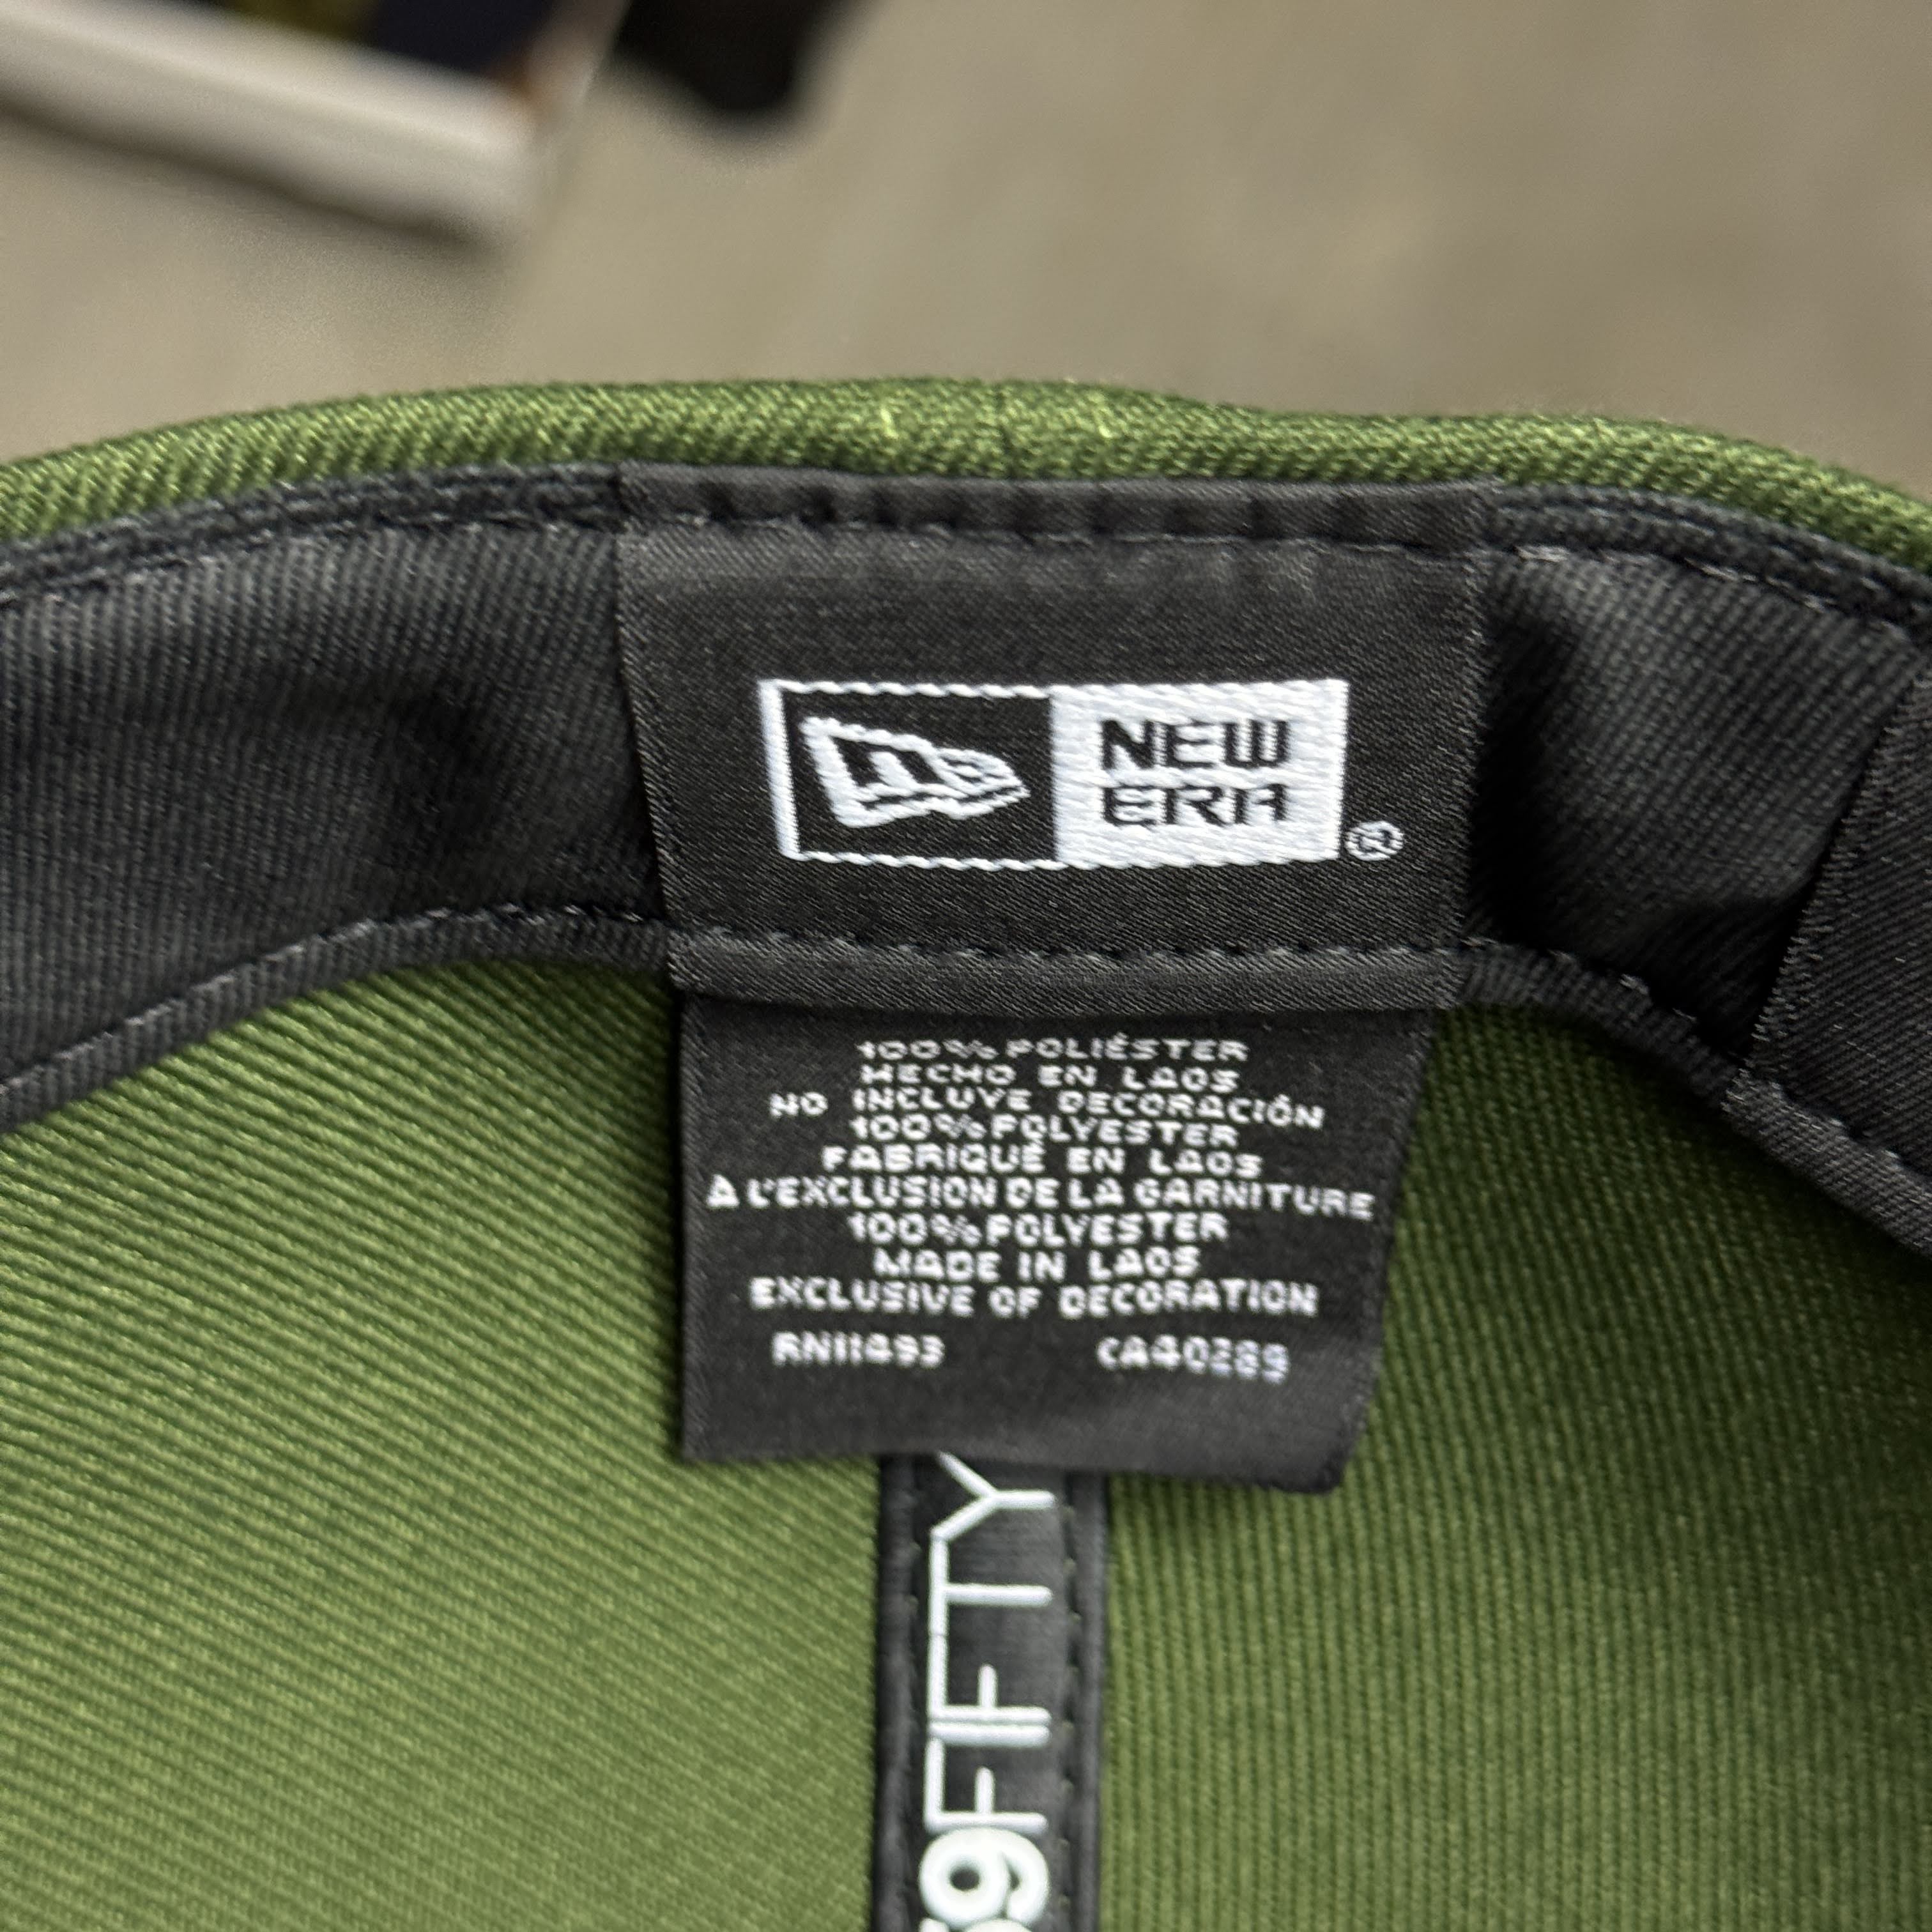 NEW
ERA
®
100% POLIÉSTER
HECHO EN LAOS
NO INCLUYE DECORACIÓN
100% POLYESTER
FABRIQUÉ EN LAOS
À L'EXCLUSION DE LA GARNITURE
100% POLYESTER
MADE IN LAOS
EXCLUSIVE OF DECORATION
RN11493 CA40289
59FIFTY